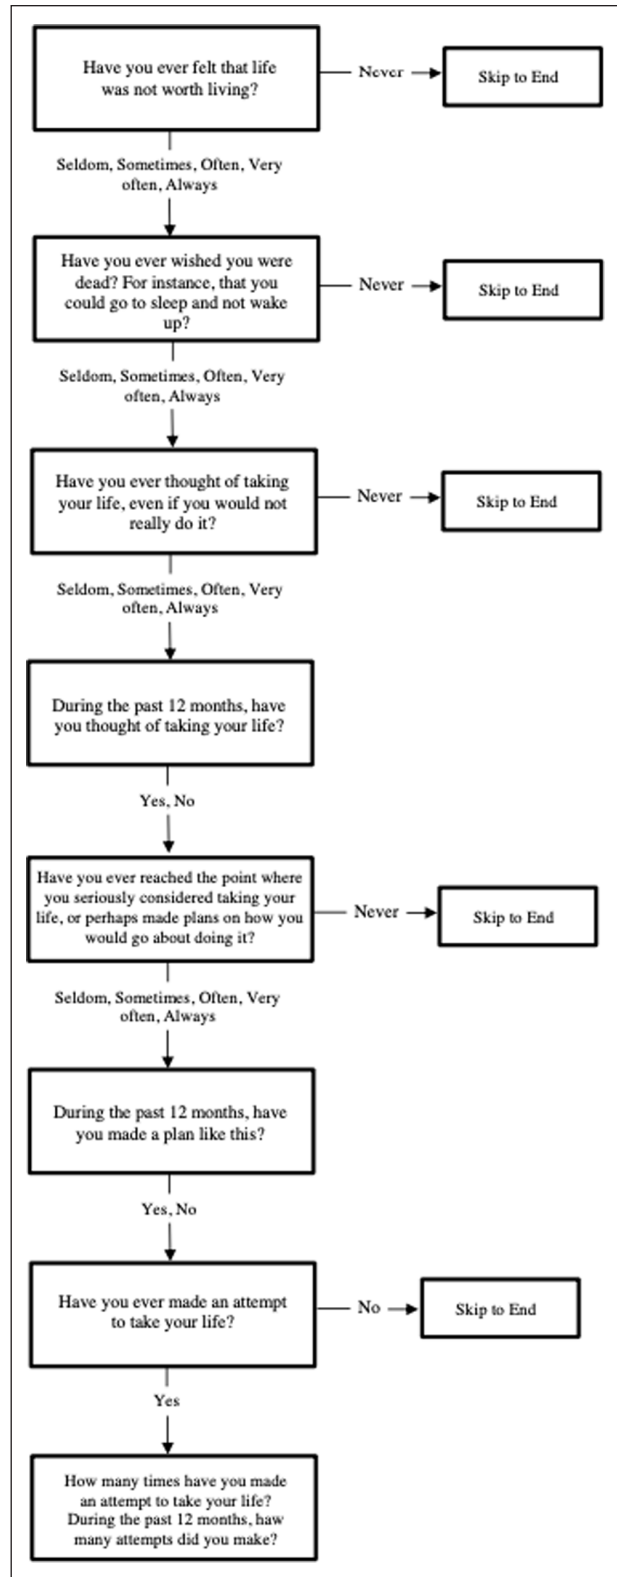 Have you ever felt that life
was not worth living?
Never
Skip to End
Seldom, Sometimes, Often, Very
often, Always
Have you ever wished you were
dead? For instance, that you
could go to sleep and not wake
up?
Never
Skip to End
Seldom, Sometimes, Often, Very
often, Always
Have you ever thought of taking
your life, even if you would not
really do it?
Never
Skip to End
Seldom, Sometimes, Often, Very
often, Always
During the past 12 months, have
you thought of taking your life?
Yes, No
Have you ever reached the point where
you seriously considered taking your
life, or perhaps made plans on how you
would go about doing it?
Never
Skip to End
Seldom, Sometimes, Often, Very
often, Always
During the past 12 months, have
you made a plan like this?
Yes, No
Have you ever made an attempt
to take your life?
No
Skip to End
Yes
How many times have you made
an attempt to take your life?
During the past 12 months, haw
many attempts did you make?